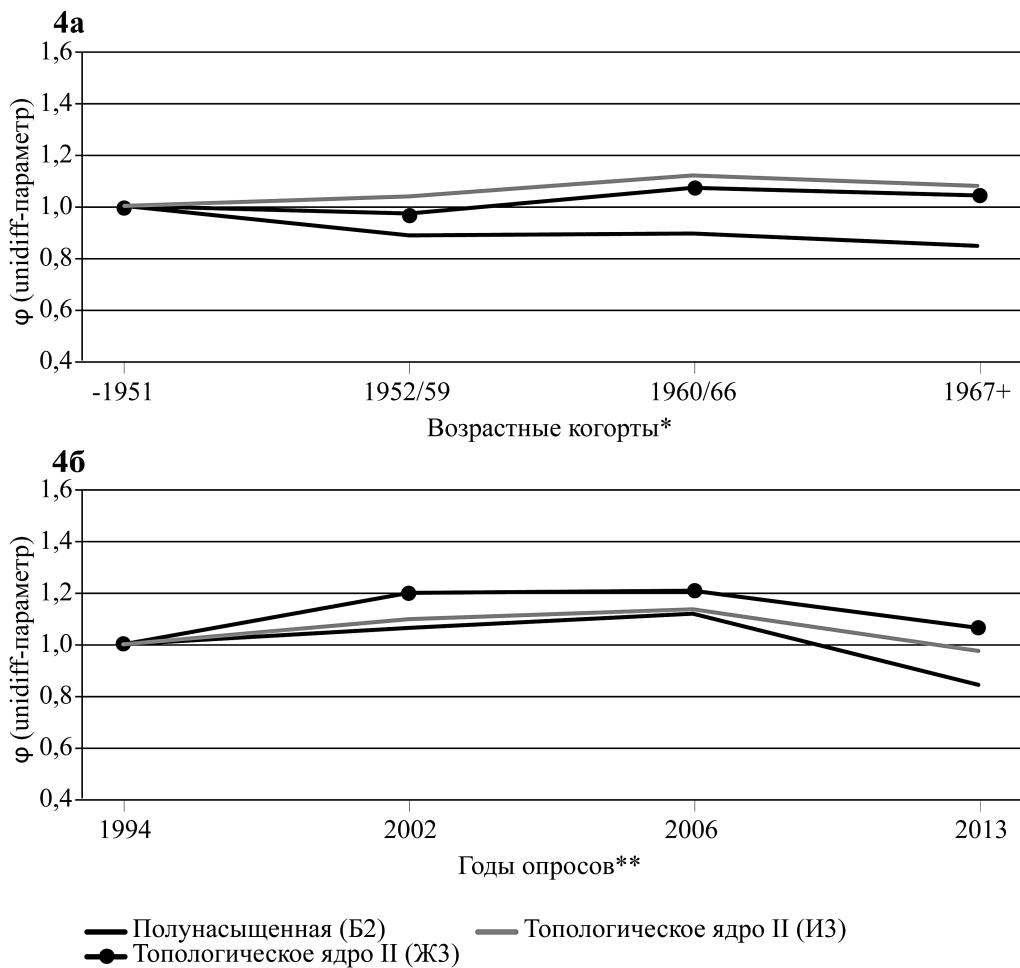 4а
1,6
1,4
1,2
1,0
0,8
0,6
0,4
φ (unidiff-параметр)
-1951 1952/59 1960/66 1967+
Возрастные когорты*
4б
1,6
1,4
1,2
1,0
0,8
0,6
0,4
φ (unidiff-параметр)
1994 2002 2006 2013
Годы опросов**
Полунасыщенная (Б2) Топологическое ядро II (И3)
Топологическое ядро II (Ж3)